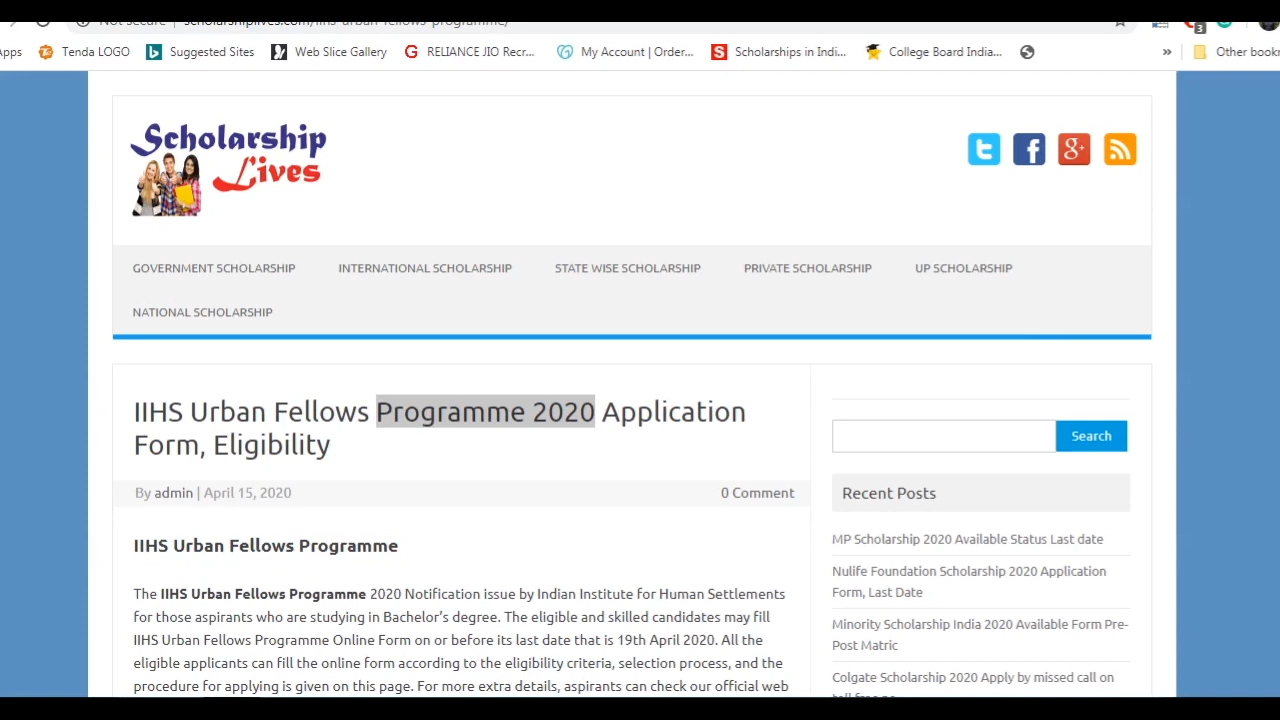 Not secure | scholarshiplives.com/iihs-urban-fellows-programme/
3
Apps Tenda LOGO Suggested Sites Web Slice Gallery RELIANCE JIO Recr... My Account | Order... Scholarships in Indi... College Board India... » Other bookm
Scholarship
Lives
GOVERNMENT SCHOLARSHIP INTERNATIONAL SCHOLARSHIP STATE WISE SCHOLARSHIP PRIVATE SCHOLARSHIP UP SCHOLARSHIP
NATIONAL SCHOLARSHIP
IIHS Urban Fellows Programme 2020 Application
Form, Eligibility
By admin | April 15, 2020 0 Comment
IIHS Urban Fellows Programme
The IIHS Urban Fellows Programme 2020 Notification issue by Indian Institute for Human Settlements
for those aspirants who are studying in Bachelor’s degree. The eligible and skilled candidates may fill
IIHS Urban Fellows Programme Online Form on or before its last date that is 19th April 2020. All the
eligible applicants can fill the online form according to the eligibility criteria, selection process, and the
procedure for applying is given on this page. For more extra details, aspirants can check our official web
Search
Recent Posts
MP Scholarship 2020 Available Status Last date
Nulife Foundation Scholarship 2020 Application
Form, Last Date
Minority Scholarship India 2020 Available Form Pre-
Post Matric
Colgate Scholarship 2020 Apply by missed call on